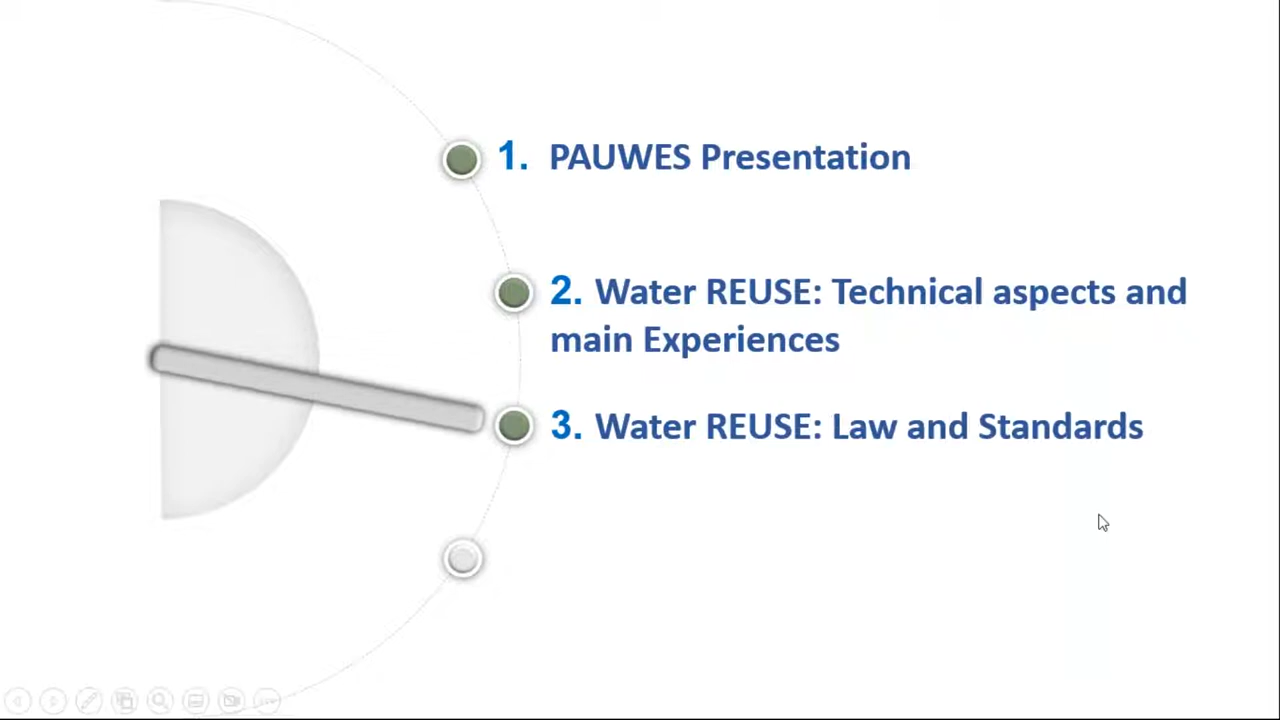 1. PAUWES Presentation
2. Water REUSE: Technical aspects and
main Experiences
3. Water REUSE: Law and Standards